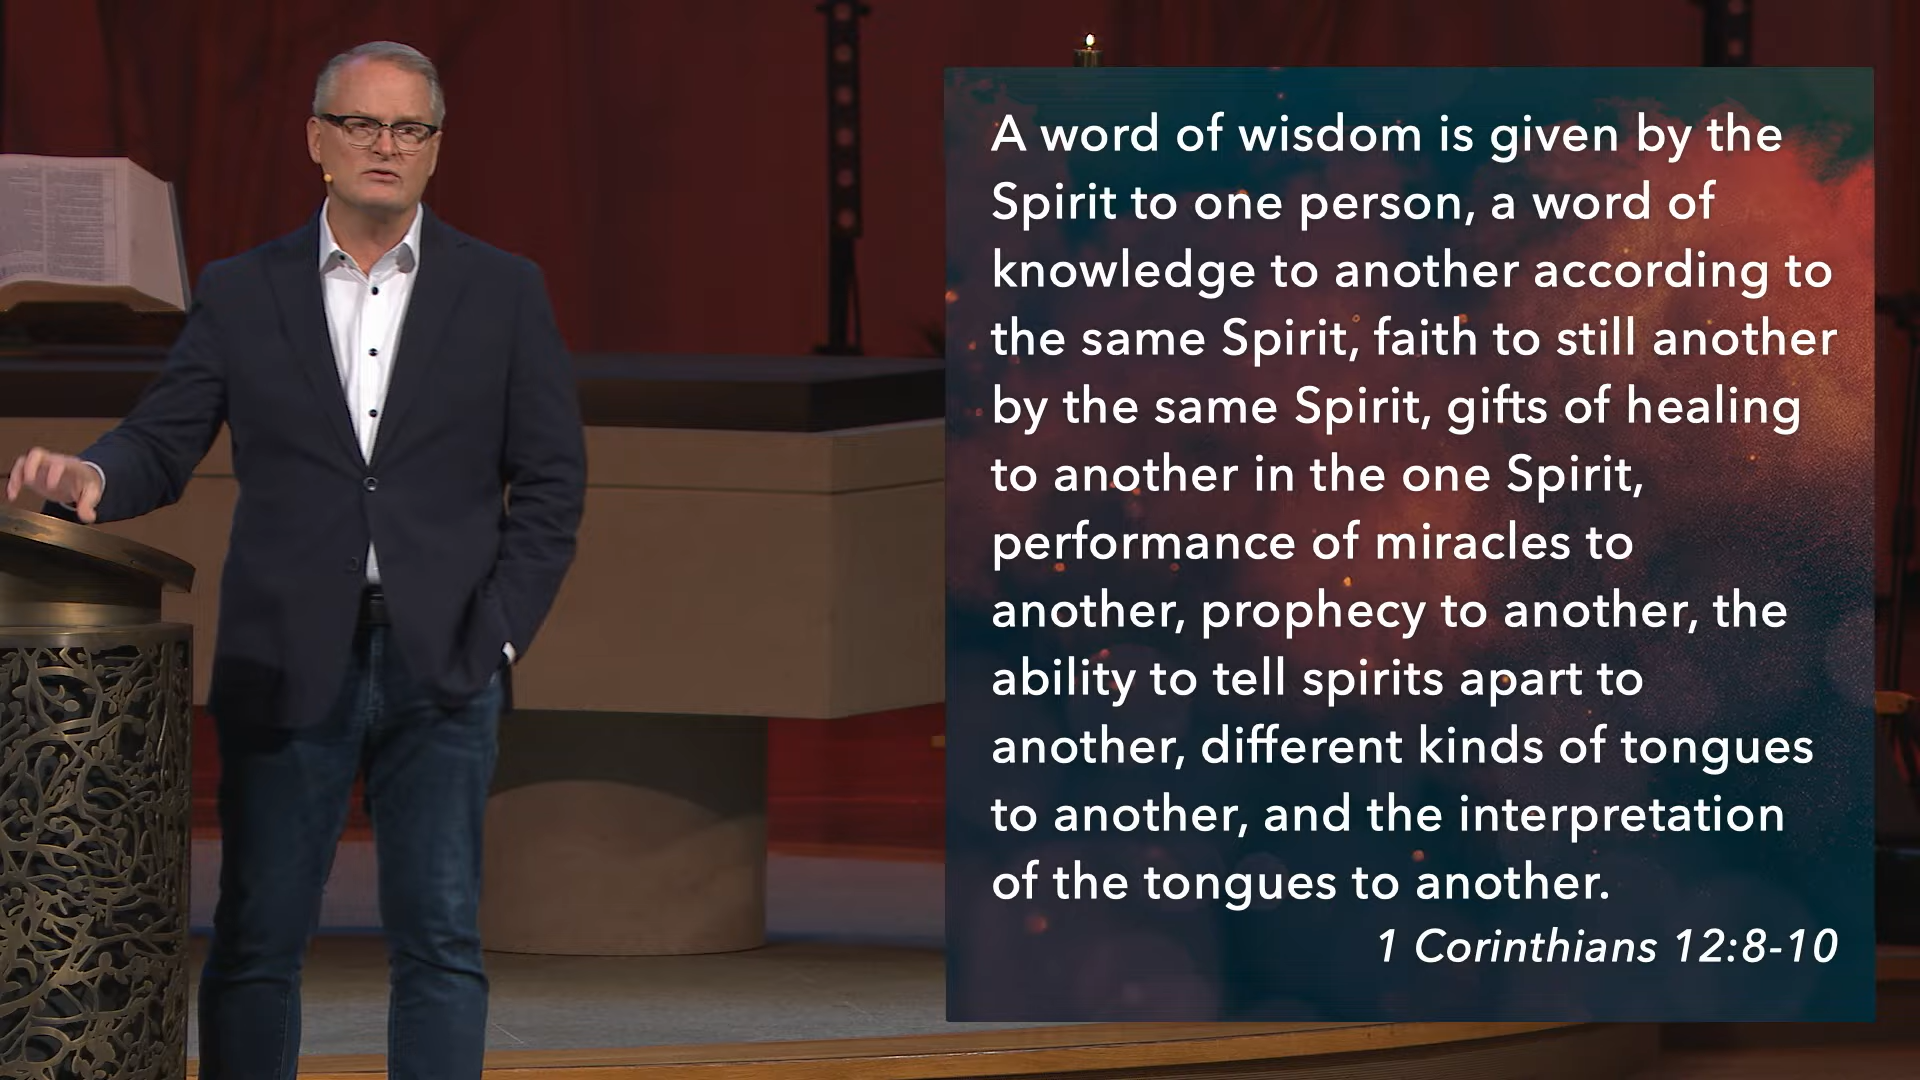 A word of wisdom is given by the
Spirit to one person, a word of
knowledge to another according to
the same Spirit, faith to still another
by the same Spirit, gifts of healing
to another in the one Spirit,
performance of miracles to
another, prophecy to another, the
ability to tell spirits apart to
another, different kinds of tongues
to another, and the interpretation
of the tongues to another.
1 Corinthians 12:8-10